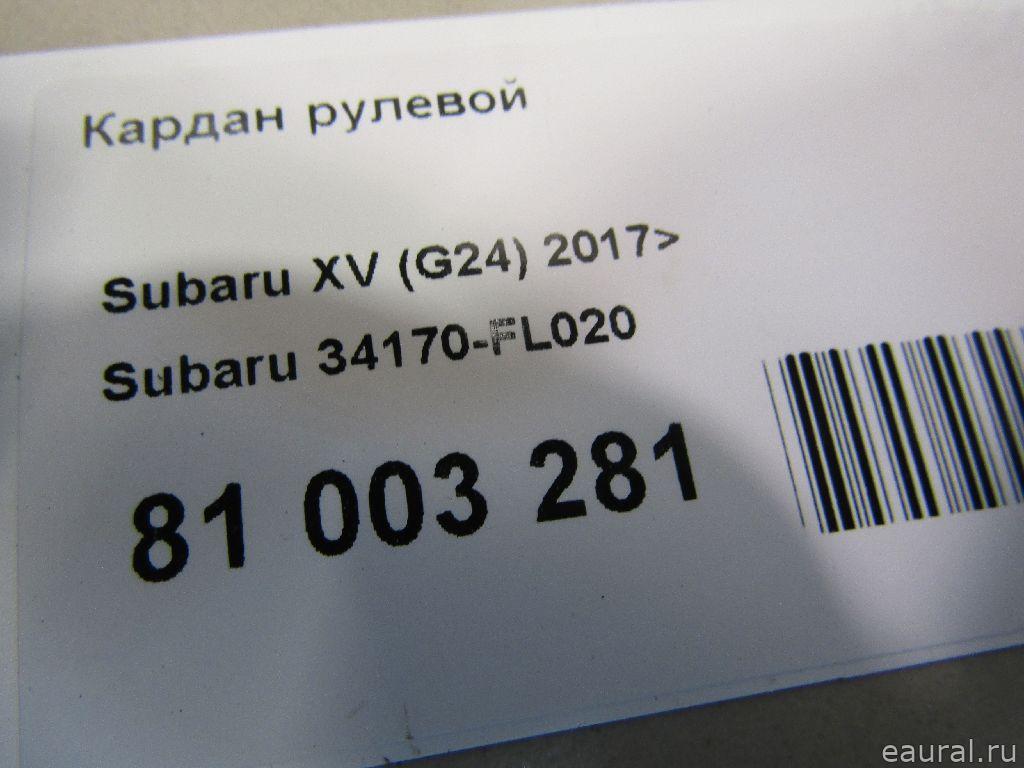 Кардан рулевой
Subaru XV (G24) 2017>
Subaru 34170-FL020
81 003 281
eaural.ru